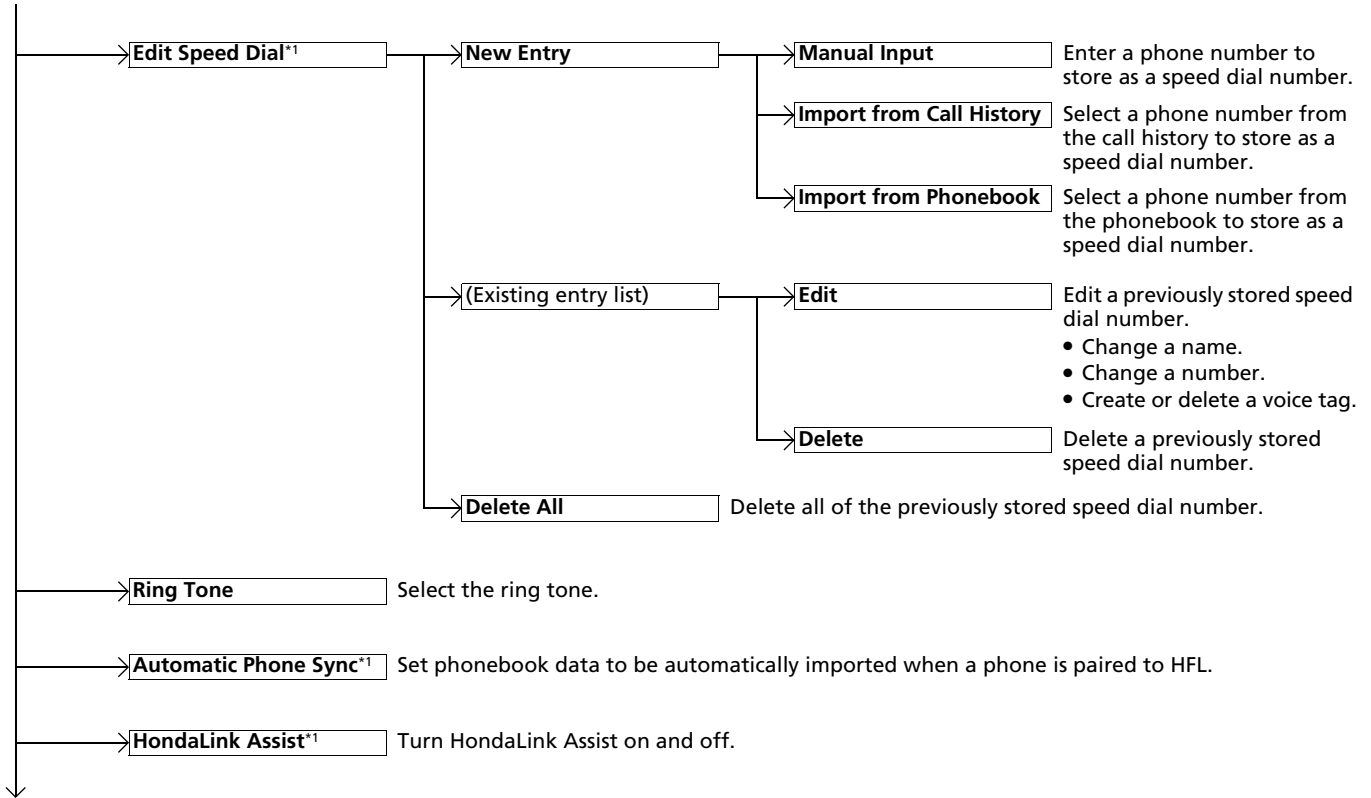 Edit Speed Dial*1
New Entry
Manual Input
Enter a phone number to
store as a speed dial number.
Import from Call History
Select a phone number from
the call history to store as a
speed dial number.
Import from Phonebook
Select a phone number from
the phonebook to store as a
speed dial number.
(Existing entry list)
Edit
Edit a previously stored speed
dial number.
• Change a name.
• Change a number.
• Create or delete a voice tag.
Delete
Delete a previously stored
speed dial number.
Delete All
Delete all of the previously stored speed dial number.
Ring Tone
Select the ring tone.
Automatic Phone Sync*1
Set phonebook data to be automatically imported when a phone is paired to HFL.
HondaLink Assist*1
Turn HondaLink Assist on and off.